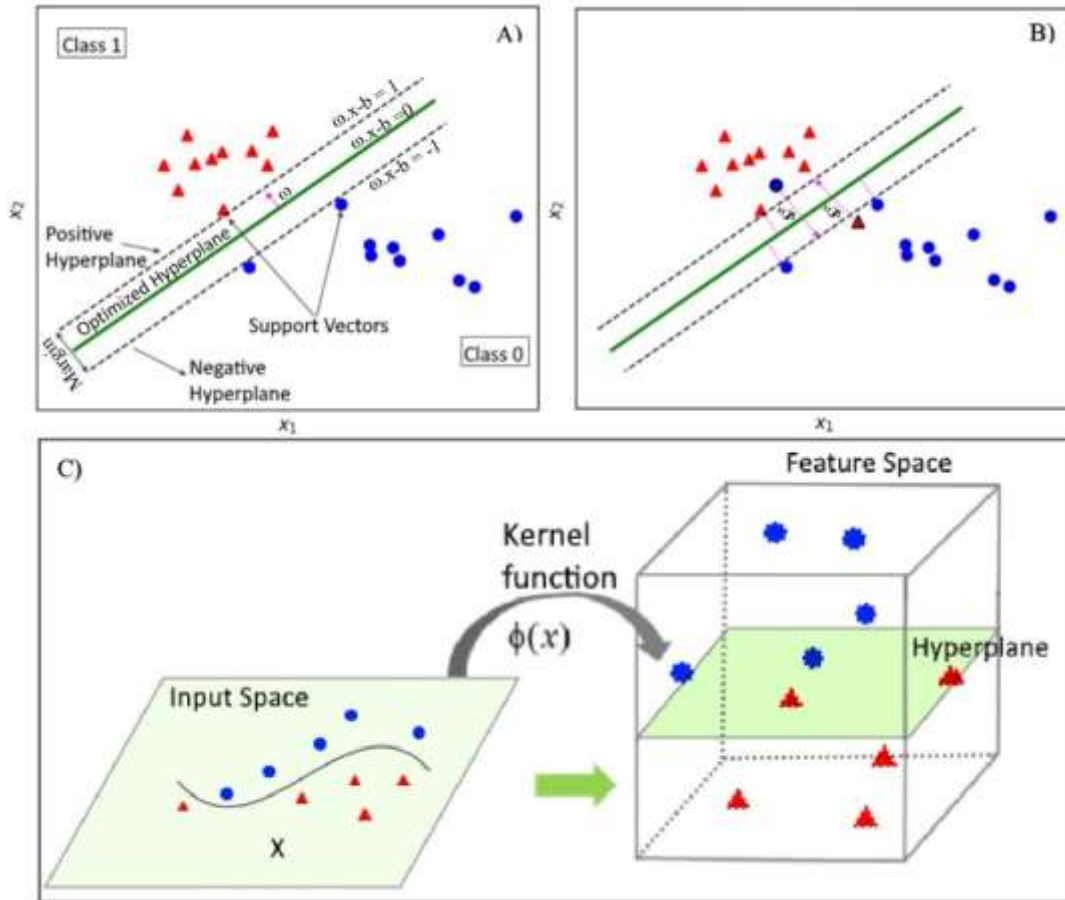 A)
Class 1
ω.x-b = 1
ω.x-b =0
ω.x-b = -1
ω
x₂
Positive
Hyperplane
Optimized Hyperplane
Support Vectors
Margin
Negative
Hyperplane
Class 0
x₁
B)
x₂
x₁
C)
Feature Space
Kernel
function
ϕ(x)
Hyperplane
Input Space
X